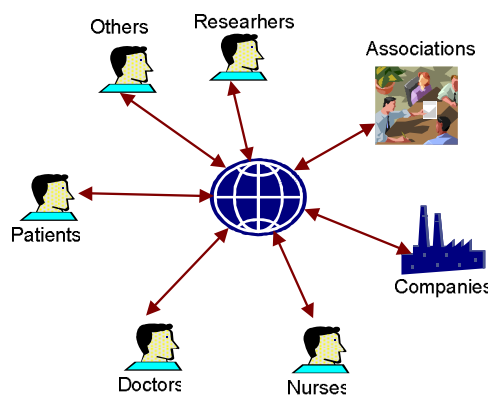 Others
Researhers
Associations
Patients
Companies
Doctors
Nurses